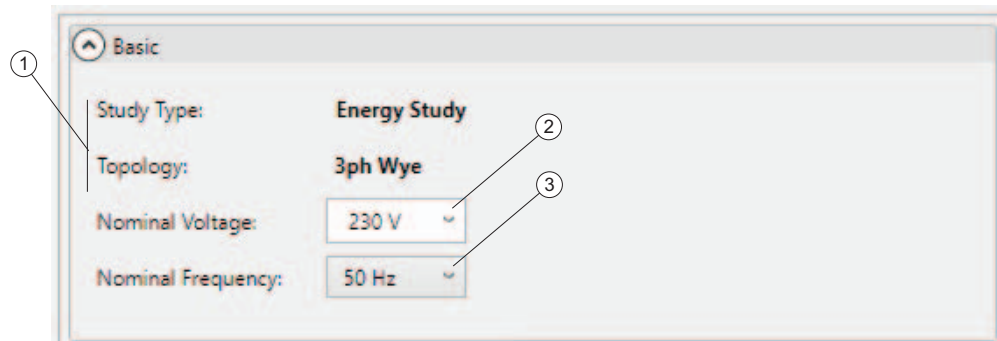 Basic
1
Study Type: Energy Study
2
Topology: 3ph Wye
3
Nominal Voltage: 230 V
Nominal Frequency: 50 Hz